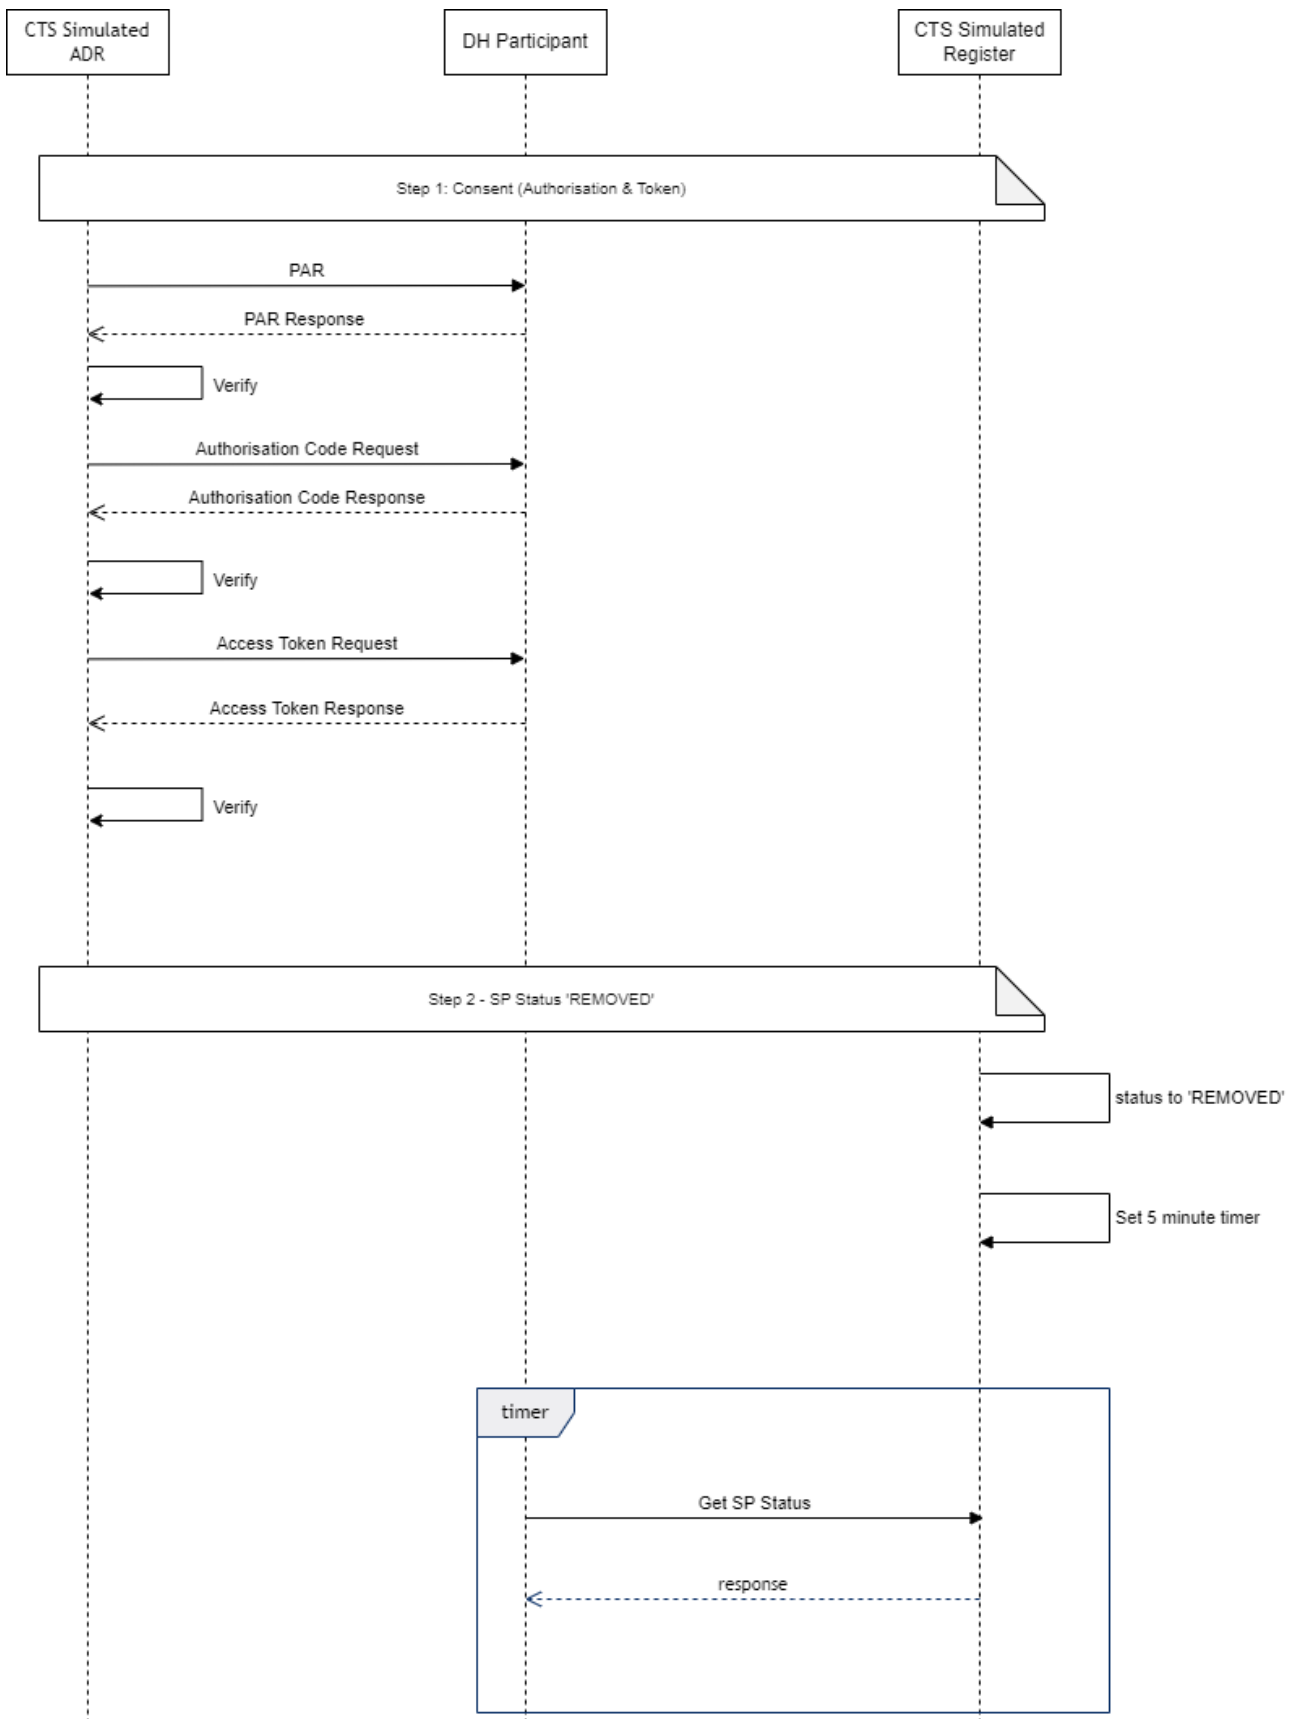 CTS Simulated
ADR
DH Participant
CTS Simulated
Register
Step 1: Consent (Authorisation & Token)
PAR
PAR Response
Verify
Authorisation Code Request
Authorisation Code Response
Verify
Access Token Request
Access Token Response
Verify
Step 2 - SP Status 'REMOVED'
status to 'REMOVED'
Set 5 minute timer
timer
Get SP Status
response